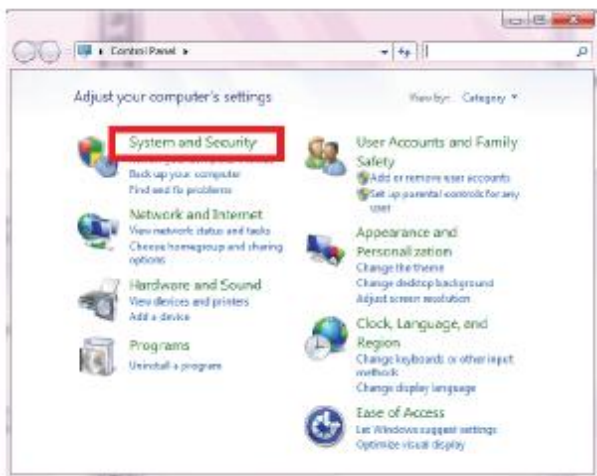 Control Panel
Adjust your computer's settings
View by: Category
System and Security
Back up your computer
Find and fix problems
Network and Internet
View network status and tasks
Choose homegroup and sharing
options
Hardware and Sound
View devices and printers
Add a device
Programs
Uninstall a program
User Accounts and Family
Safety
Add or remove user accounts
Set up parental controls for any
user
Appearance and
Personalization
Change the theme
Change desktop background
Adjust screen resolution
Clock, Language, and
Region
Change keyboards or other input
methods
Change display language
Ease of Access
Let Windows suggest settings
Optimize visual display